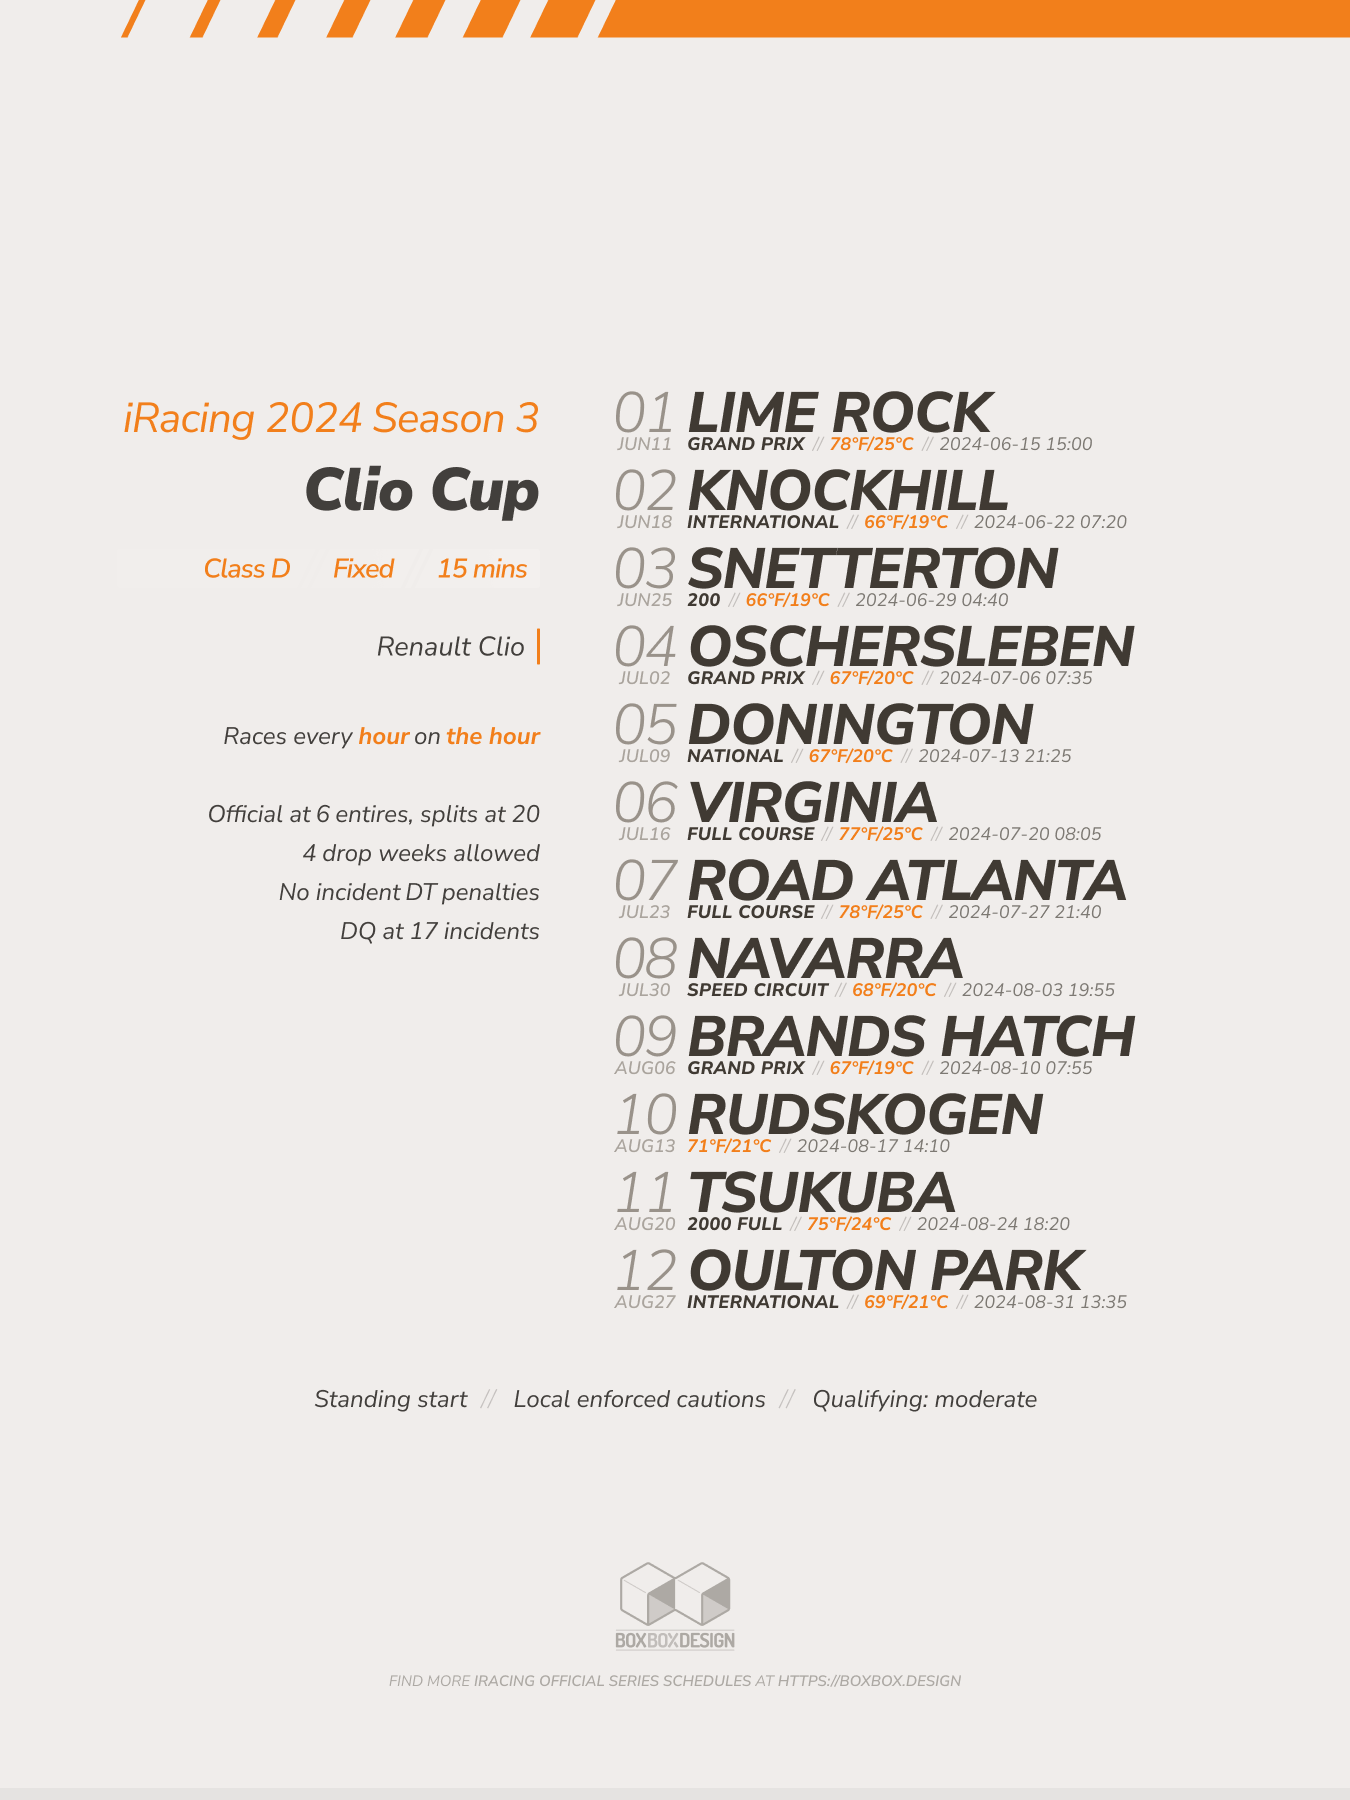 iRacing 2024 Season 3
Clio Cup
Class D // Fixed // 15 mins
Renault Clio
Races every hour on the hour
Official at 6 entires, splits at 20
4 drop weeks allowed
No incident DT penalties
DQ at 17 incidents
01 LIME ROCK
JUN11 GRAND PRIX // 78°F/25°C // 2024-06-15 15:00
02 KNOCKHILL
JUN18 INTERNATIONAL // 66°F/19°C // 2024-06-22 07:20
03 SNETTERTON
JUN25 200 // 66°F/19°C // 2024-06-29 04:40
04 OSCHERSLEBEN
JUL02 GRAND PRIX // 67°F/20°C // 2024-07-06 07:35
05 DONINGTON
JUL09 NATIONAL // 67°F/20°C // 2024-07-13 21:25
06 VIRGINIA
JUL16 FULL COURSE // 77°F/25°C // 2024-07-20 08:05
07 ROAD ATLANTA
JUL23 FULL COURSE // 78°F/25°C // 2024-07-27 21:40
08 NAVARRA
JUL30 SPEED CIRCUIT // 68°F/20°C // 2024-08-03 19:55
09 BRANDS HATCH
AUG06 GRAND PRIX // 67°F/19°C // 2024-08-10 07:55
10 RUDSKOGEN
AUG13 71°F/21°C // 2024-08-17 14:10
11 TSUKUBA
AUG20 2000 FULL // 75°F/24°C // 2024-08-24 18:20
12 OULTON PARK
AUG27 INTERNATIONAL // 69°F/21°C // 2024-08-31 13:35
Standing start // Local enforced cautions // Qualifying: moderate
BOXBOXDESIGN
FIND MORE IRACING OFFICIAL SERIES SCHEDULES AT HTTPS://BOXBOX.DESIGN